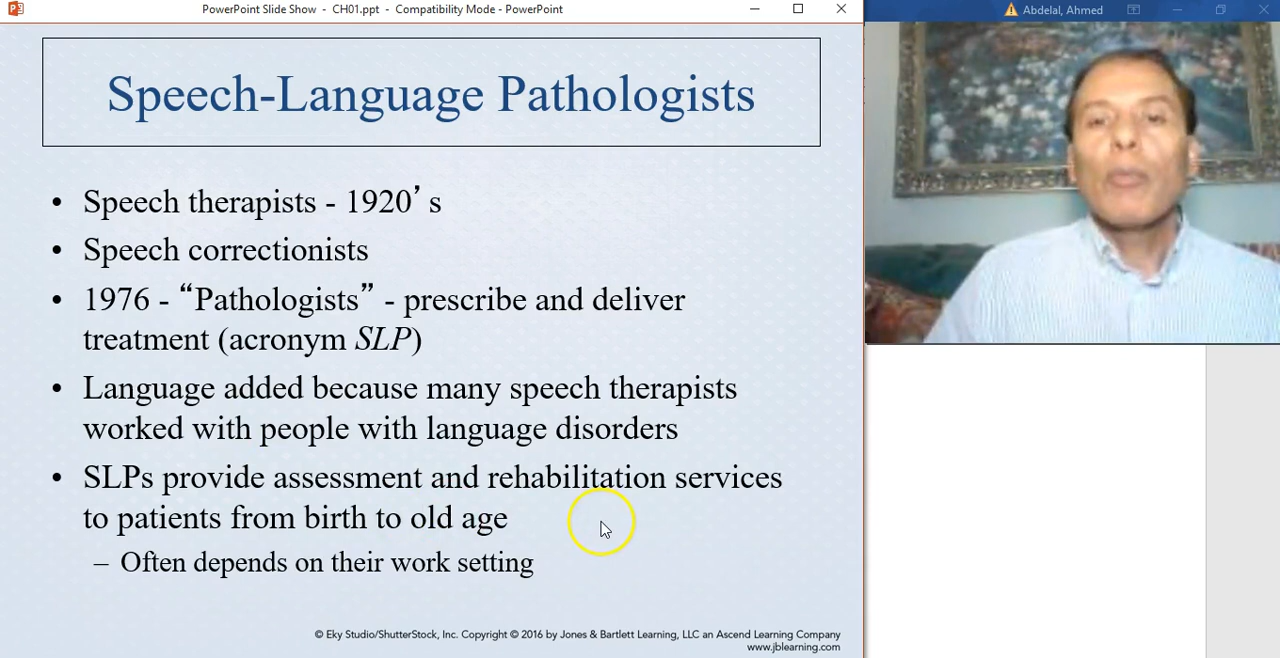 PowerPoint Slide Show - CH01.ppt - Compatibility Mode - PowerPoint
Abdelal, Ahmed
Speech-Language Pathologists
• Speech therapists - 1920’ s
• Speech correctionists
• 1976 - “Pathologists” - prescribe and deliver
treatment (acronym SLP)
• Language added because many speech therapists
worked with people with language disorders
• SLPs provide assessment and rehabilitation services
to patients from birth to old age
– Often depends on their work setting
© Eky Studio/ShutterStock, Inc. Copyright © 2016 by Jones & Bartlett Learning, LLC an Ascend Learning Company
www.jblearning.com